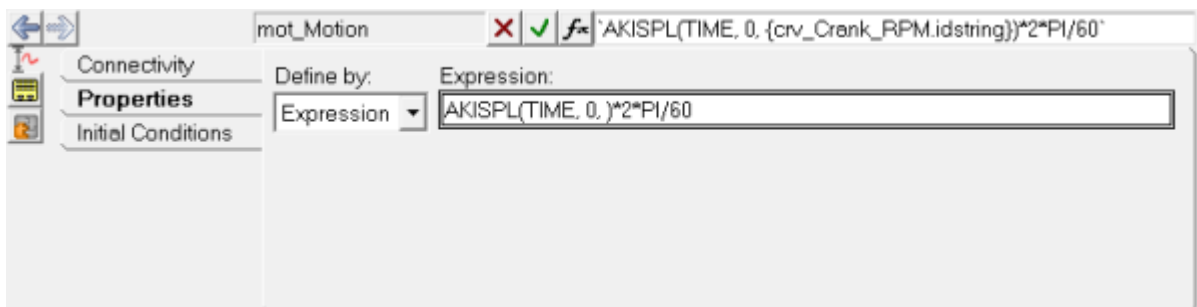 mot_Motion `AKISPL(TIME, 0, {crv_Crank_RPM.idstring})*2*PI/60`
Connectivity
Properties
Initial Conditions
Define by: Expression:
Expression AKISPL(TIME, 0, )*2*PI/60